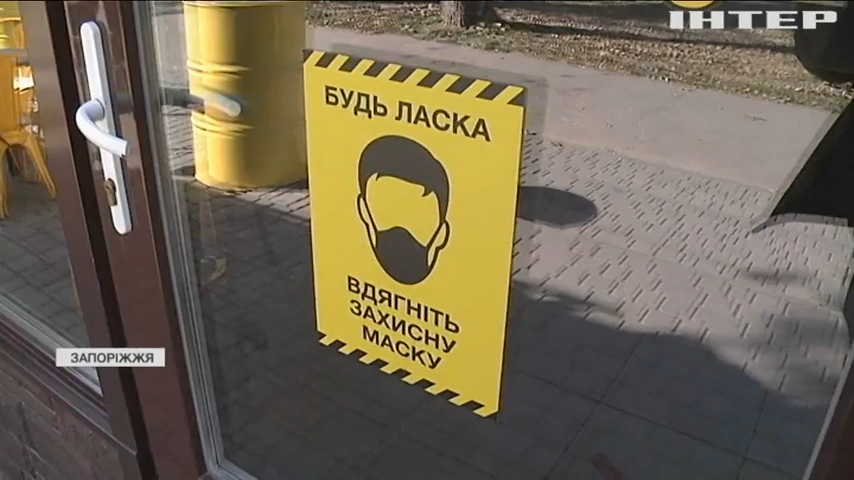 ІНТЕР
БУДЬ ЛАСКА
ВДЯГНІТЬ
ЗАХИСНУ
МАСКУ
ЗАПОРІЖЖЯ